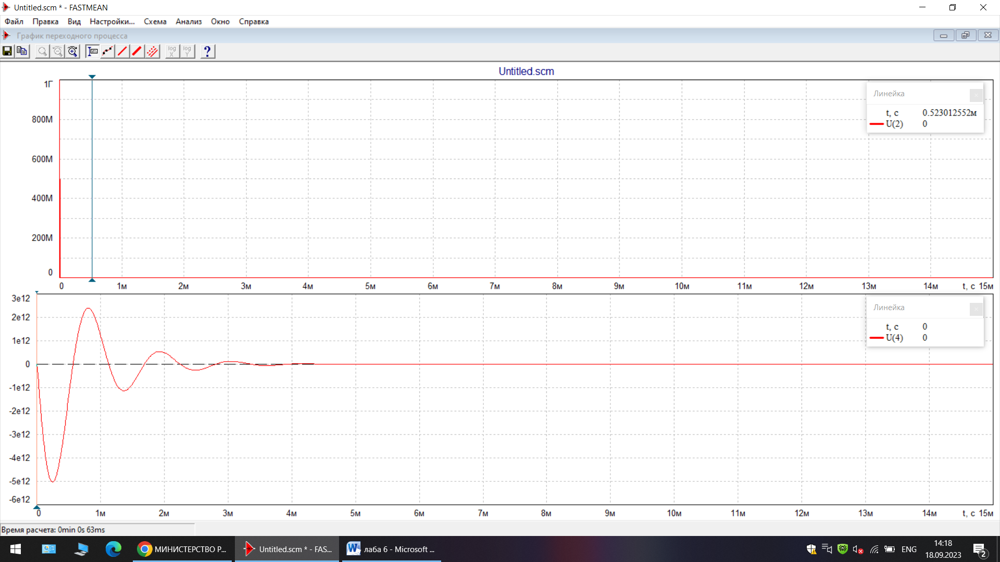 Untitled.scm * - FASTMEAN
Файл Правка Вид Настройки... Схема Анализ Окно Справка
График переходного процесса
log X log Y ?
Untitled.scm
1Г
800М
600М
400М
200М
0
0 1м 2м 3м 4м 5м 6м 7м 8м 9м 10м 11м 12м 13м 14м t, с 15м
Линейка
t, с 0.523012552м
U(2) 0
3e12
2e12
1e12
0
-1e12
-2e12
-3e12
-4e12
-5e12
-6e12
0 1м 2м 3м 4м 5м 6м 7м 8м 9м 10м 11м 12м 13м 14м t, с 15м
Линейка
t, с 0
U(4) 0
Время расчета: 0min 0s 63ms
МИНИСТЕРСТВО Р...
Untitled.scm * - FAS...
лаба 6 - Microsoft ...
ENG
14:18
18.09.2023
2